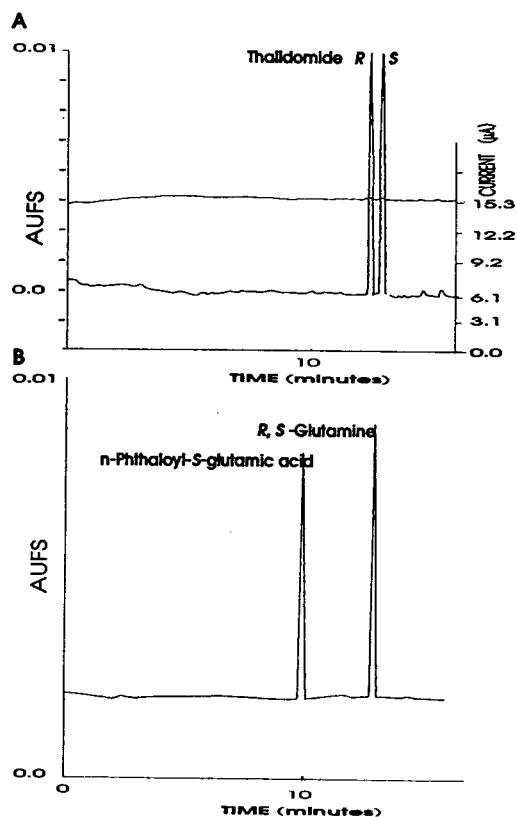 A
0.01
Thalidomide R S
CURRENT (µA)
15.3
AUFS
12.2
9.2
0.0
6.1
3.1
0.0
10
TIME (minutes)
B
0.01
R, S -Glutamine
n-Phthaloyl-S-glutamic acid
AUFS
0.0
0
10
TIME (minutes)